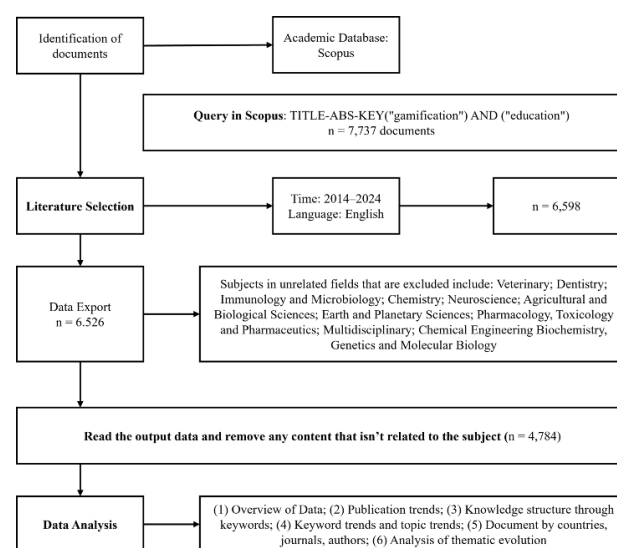 Identification of
documents
Academic Database:
Scopus
Query in Scopus: TITLE-ABS-KEY("gamification") AND ("education")
n = 7,737 documents
Literature Selection
Time: 2014–2024
Language: English
n = 6,598
Data Export
n = 6.526
Subjects in unrelated fields that are excluded include: Veterinary; Dentistry;
Immunology and Microbiology; Chemistry; Neuroscience; Agricultural and
Biological Sciences; Earth and Planetary Sciences; Pharmacology, Toxicology
and Pharmaceutics; Multidisciplinary; Chemical Engineering Biochemistry,
Genetics and Molecular Biology
Read the output data and remove any content that isn't related to the subject (n = 4,784)
Data Analysis
(1) Overview of Data; (2) Publication trends; (3) Knowledge structure through
keywords; (4) Keyword trends and topic trends; (5) Document by countries,
journals, authors; (6) Analysis of thematic evolution